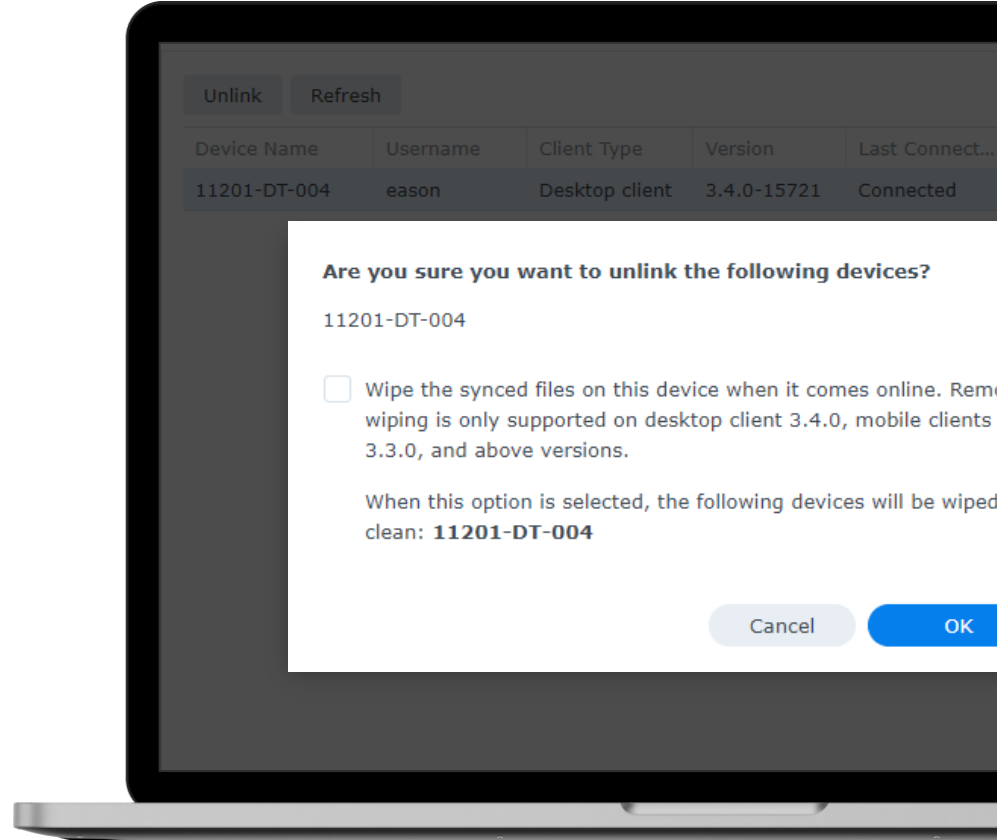 Unlink Refresh
Device Name Username Client Type Version Last Connect...
11201-DT-004 eason Desktop client 3.4.0-15721 Connected
Are you sure you want to unlink the following devices?
11201-DT-004
Wipe the synced files on this device when it comes online. Remo
wiping is only supported on desktop client 3.4.0, mobile clients
3.3.0, and above versions.
When this option is selected, the following devices will be wiped
clean: 11201-DT-004
Cancel OK